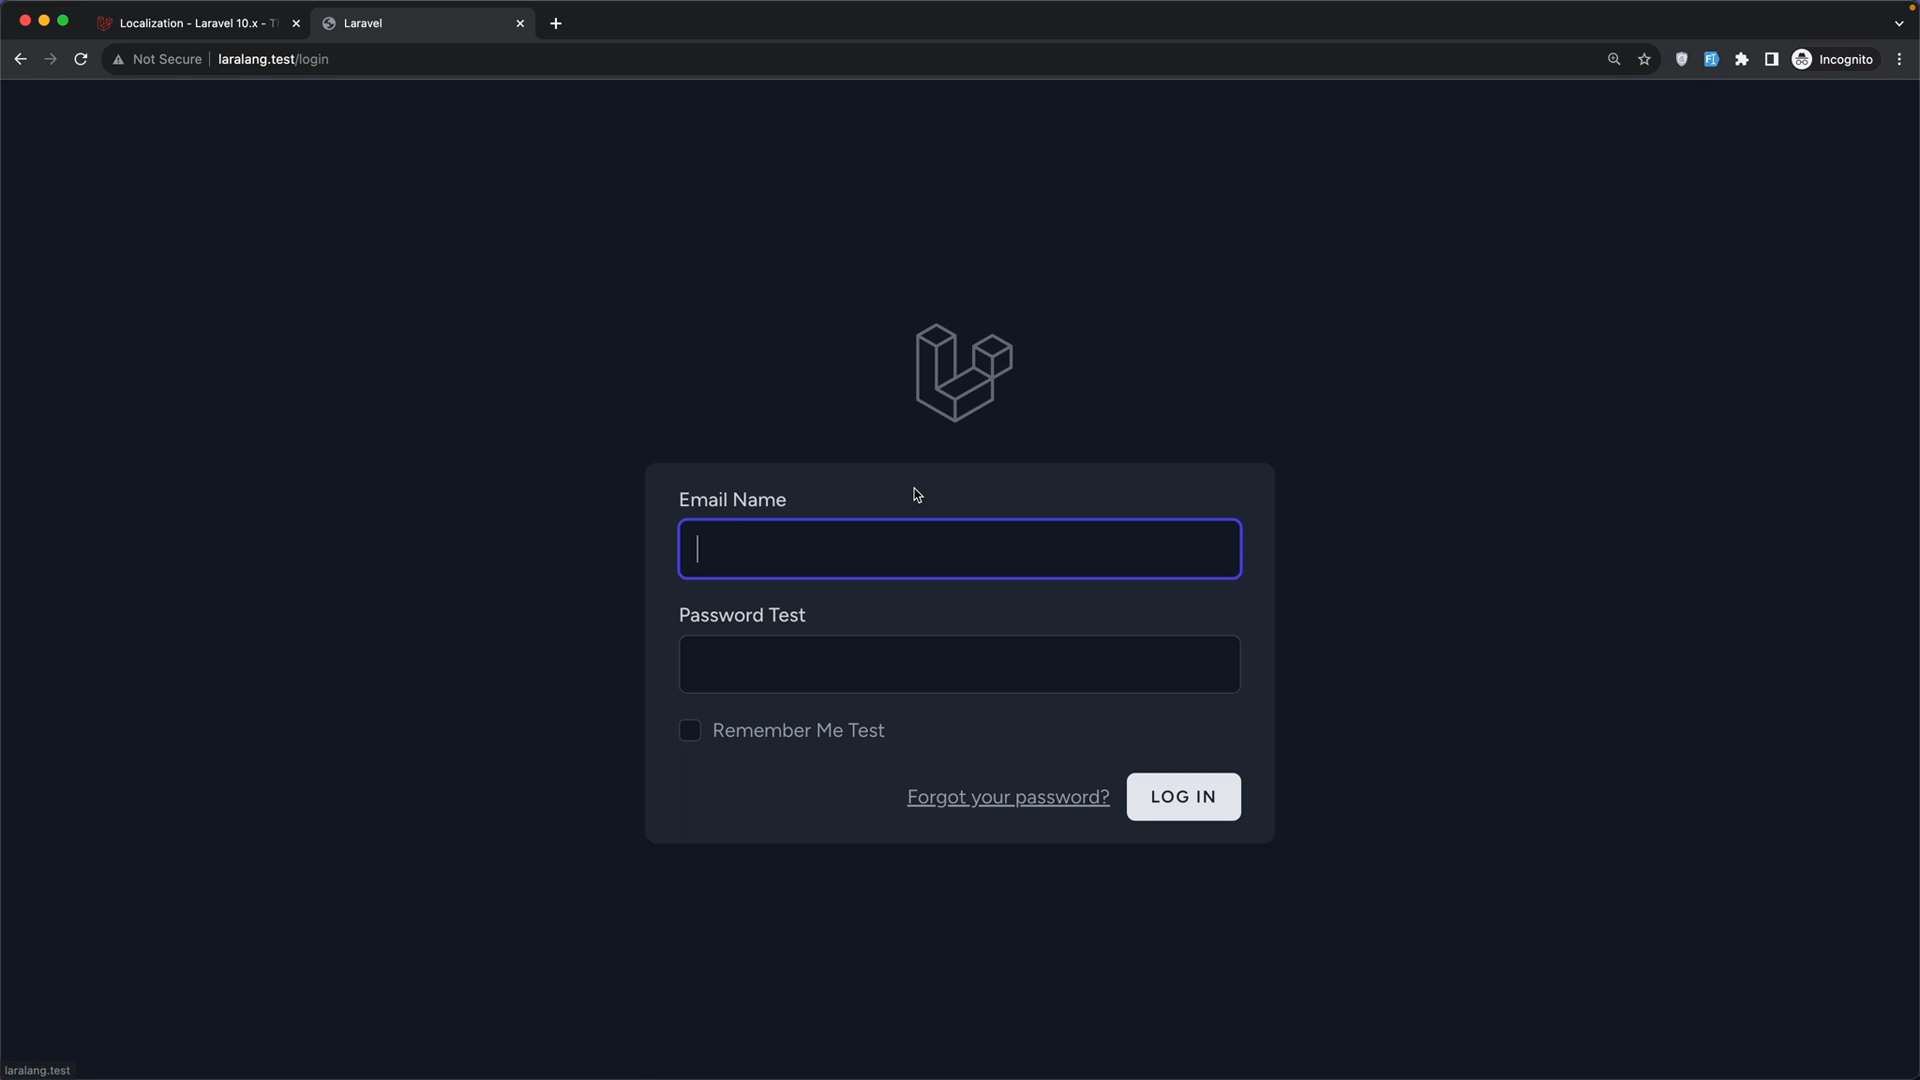 Localization - Laravel 10.x - T
Laravel
Not Secure
laralang.test/login
Incognito
Email Name
Password Test
Remember Me Test
Forgot your password?
LOG IN
laralang.test